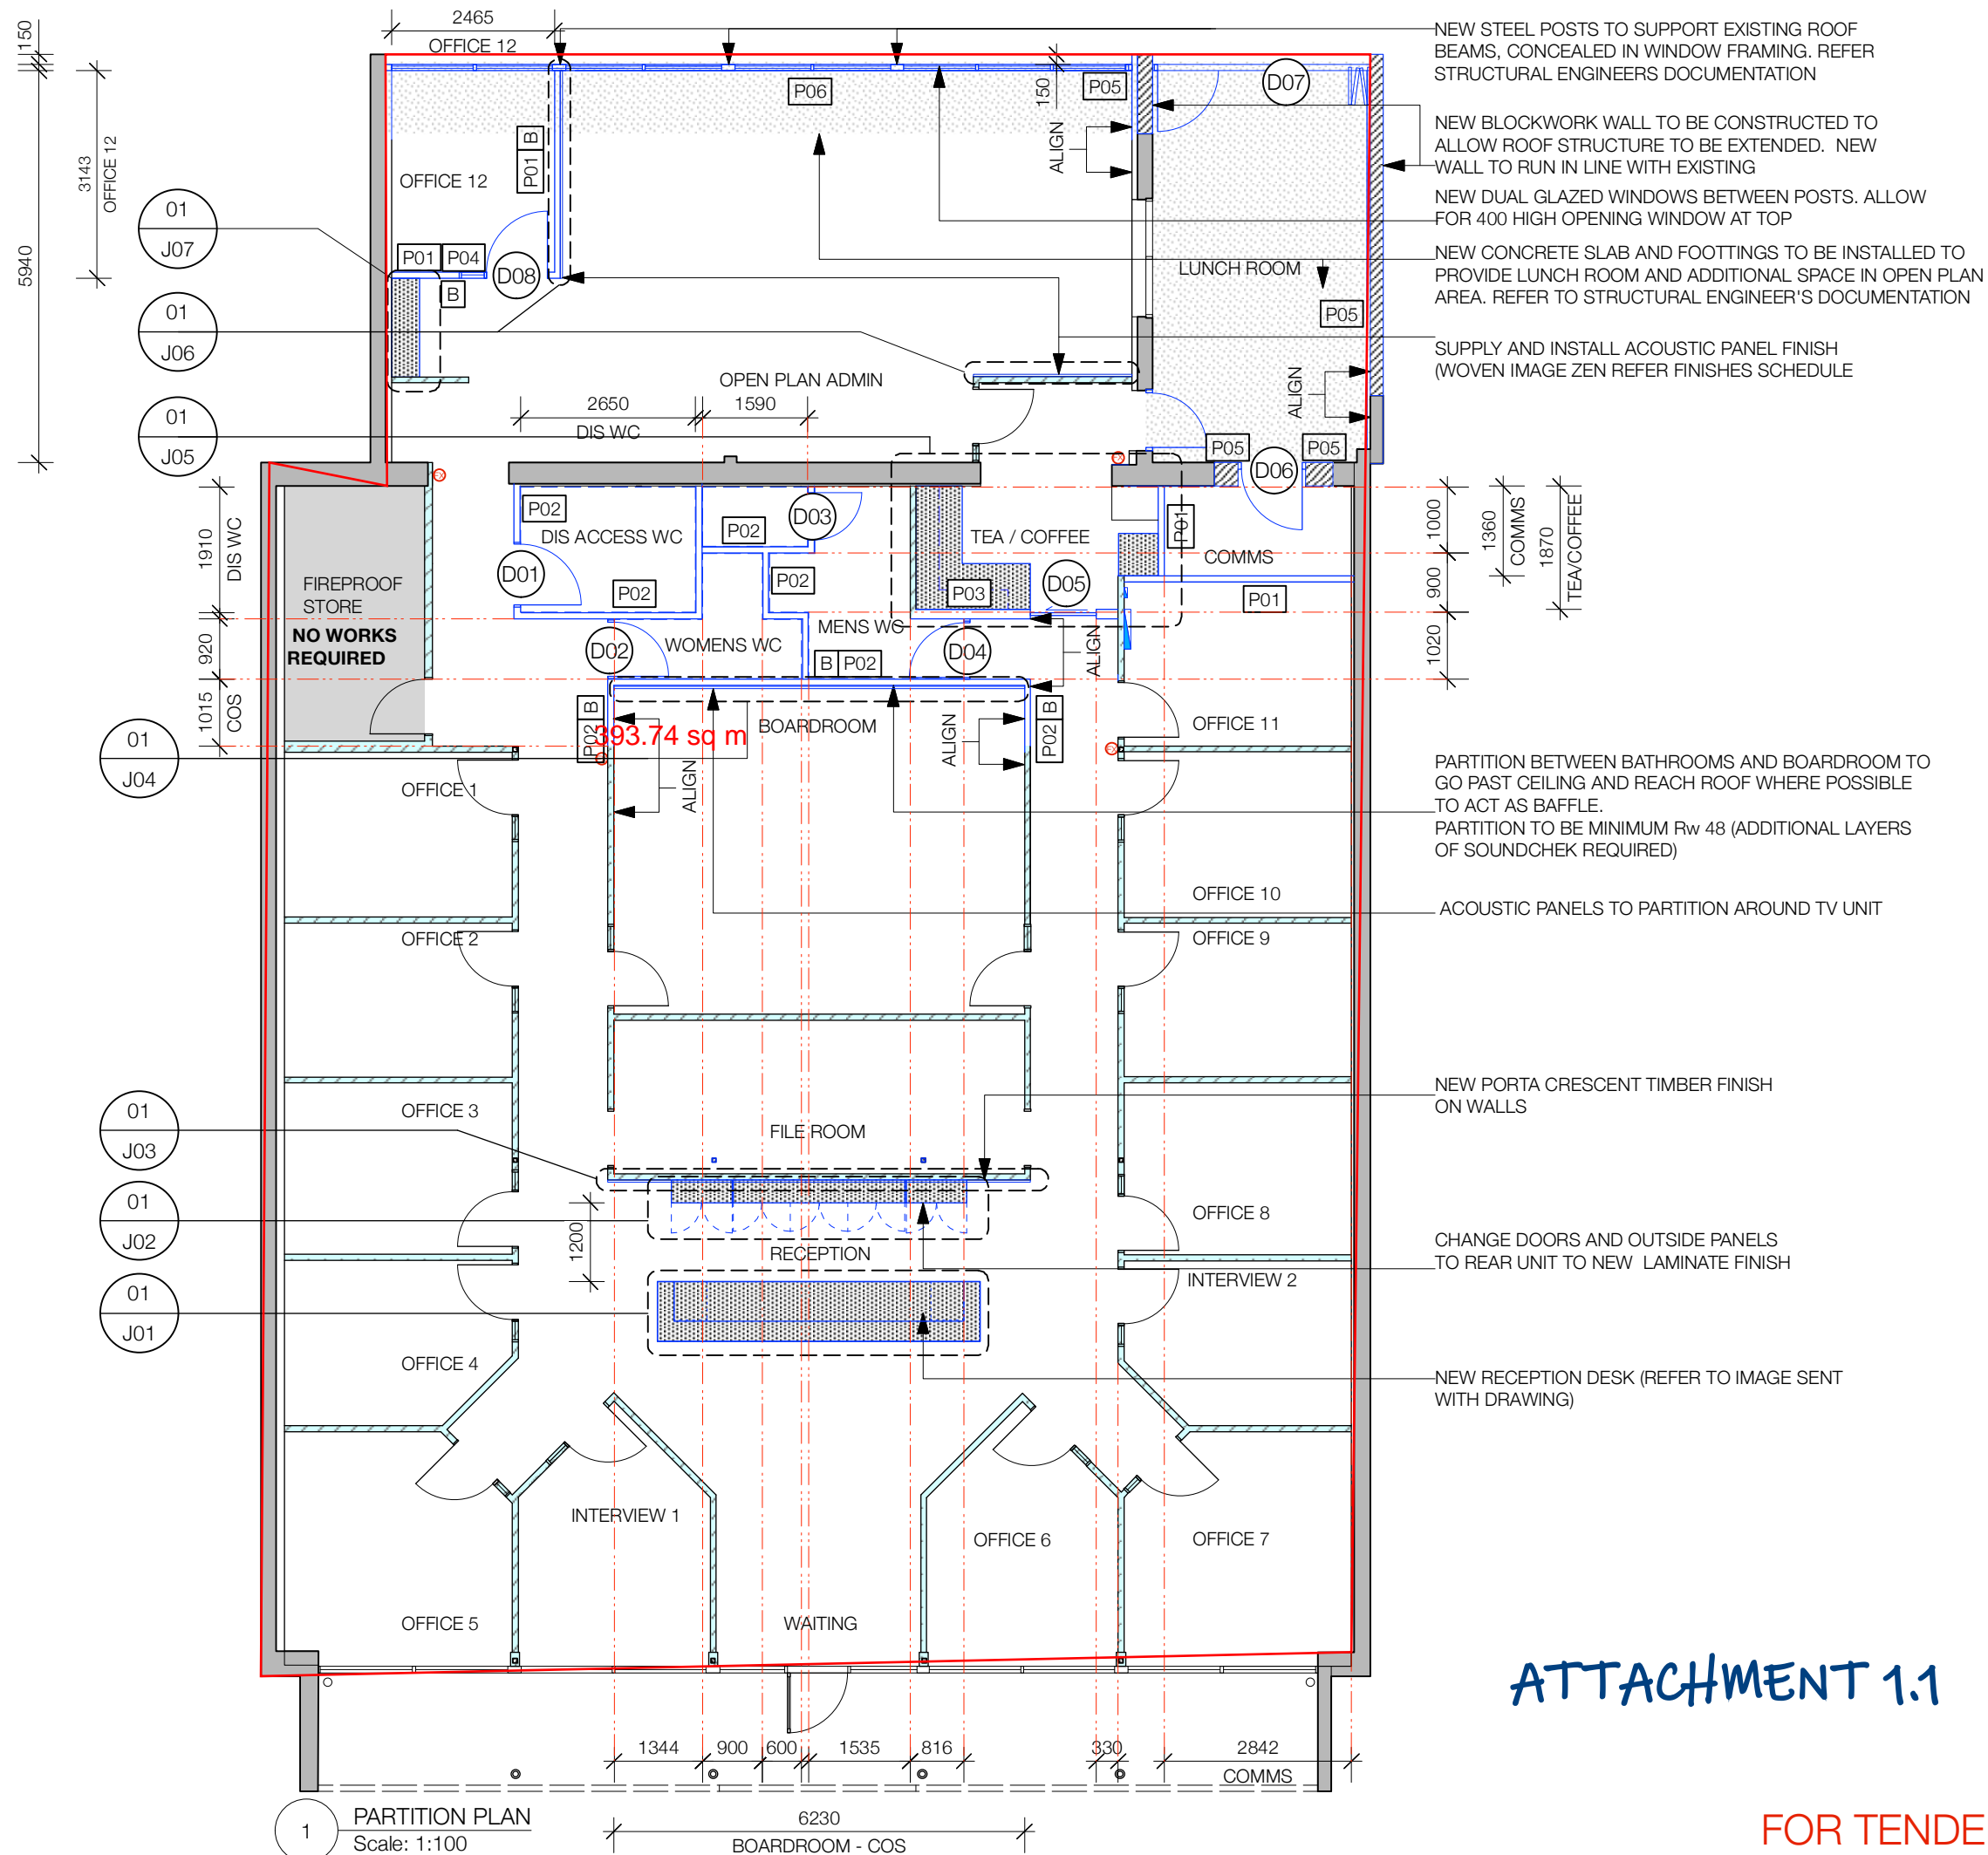 2465
OFFICE 12
150
3143
OFFICE 12
5940
P06
P05
150
D07
ALIGN
B
P01
OFFICE 12
P01
P04
D08
B
01
J07
01
J06
01
J05
LUNCH ROOM
P05
ALIGN
OPEN PLAN ADMIN
2650
1590
DIS WC
P05
P05
D06
FX
FX
NEW STEEL POSTS TO SUPPORT EXISTING ROOF
BEAMS, CONCEALED IN WINDOW FRAMING. REFER
STRUCTURAL ENGINEERS DOCUMENTATION
NEW BLOCKWORK WALL TO BE CONSTRUCTED TO
ALLOW ROOF STRUCTURE TO BE EXTENDED. NEW
WALL TO RUN IN LINE WITH EXISTING
NEW DUAL GLAZED WINDOWS BETWEEN POSTS. ALLOW
FOR 400 HIGH OPENING WINDOW AT TOP
NEW CONCRETE SLAB AND FOOTTINGS TO BE INSTALLED TO
PROVIDE LUNCH ROOM AND ADDITIONAL SPACE IN OPEN PLAN
AREA. REFER TO STRUCTURAL ENGINEER'S DOCUMENTATION
SUPPLY AND INSTALL ACOUSTIC PANEL FINISH
(WOVEN IMAGE ZEN REFER FINISHES SCHEDULE
1910
DIS WC
920
1015
COS
FIREPROOF
STORE
NO WORKS
REQUIRED
P02
DIS ACCESS WC
D01
P02
P02
D03
P02
TEA / COFFEE
P03
D05
P01
COMMS
P01
1000
900
1020
1360
COMMS
1870
TEA/COFFEE
D02
WOMENS WC
MENS WC
B
P02
D04
ALIGN
B
P02
393.74 sq m
BOARDROOM
ALIGN
ALIGN
B
P02
FX
OFFICE 11
01
J04
OFFICE 1
PARTITION BETWEEN BATHROOMS AND BOARDROOM TO
GO PAST CEILING AND REACH ROOF WHERE POSSIBLE
TO ACT AS BAFFLE.
PARTITION TO BE MINIMUM Rw 48 (ADDITIONAL LAYERS
OF SOUNDCHEK REQUIRED)
OFFICE 10
ACOUSTIC PANELS TO PARTITION AROUND TV UNIT
OFFICE 2
OFFICE 9
01
J03
OFFICE 3
FILE ROOM
NEW PORTA CRESCENT TIMBER FINISH
ON WALLS
01
J02
1200
RECEPTION
OFFICE 8
CHANGE DOORS AND OUTSIDE PANELS
TO REAR UNIT TO NEW LAMINATE FINISH
INTERVIEW 2
01
J01
OFFICE 4
NEW RECEPTION DESK (REFER TO IMAGE SENT
WITH DRAWING)
INTERVIEW 1
OFFICE 6
OFFICE 7
OFFICE 5
WAITING
ATTACHMENT 1.1
1344
900
600
1535
816
330
2842
COMMS
1
PARTITION PLAN
Scale: 1:100
6230
BOARDROOM - COS
FOR TENDE